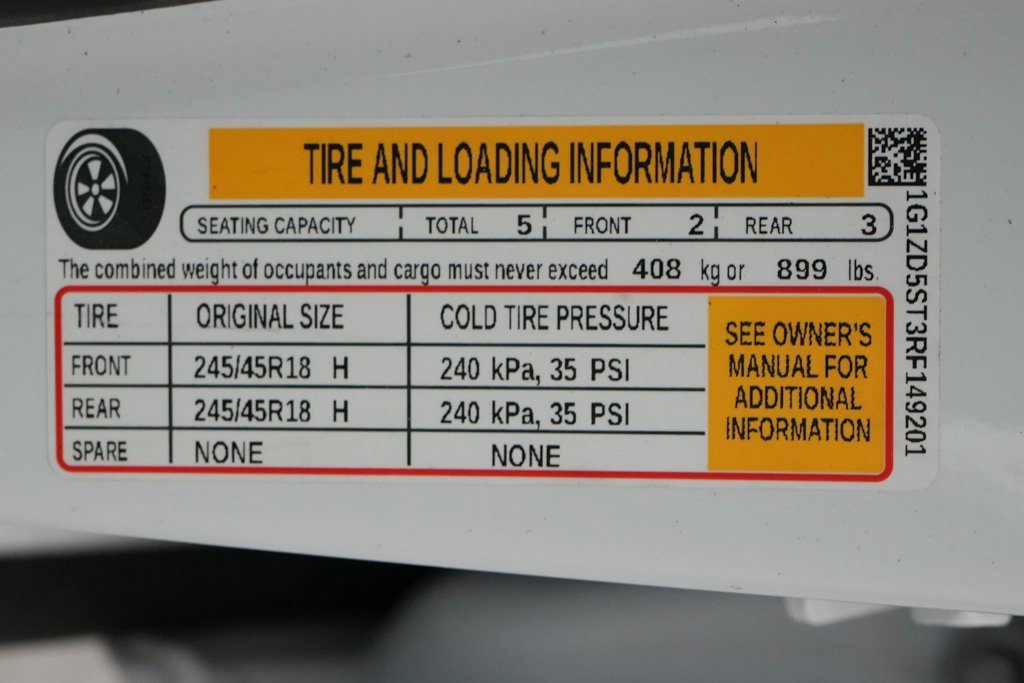 TIRE AND LOADING INFORMATION
SEATING CAPACITY TOTAL 5 FRONT 2 REAR 3
The combined weight of occupants and cargo must never exceed 408 kg or 899 lbs.
TIRE ORIGINAL SIZE COLD TIRE PRESSURE
FRONT 245/45R18 H 240 kPa, 35 PSI
REAR 245/45R18 H 240 kPa, 35 PSI
SPARE NONE NONE
SEE OWNER'S
MANUAL FOR
ADDITIONAL
INFORMATION
1G1ZD5ST3RF149201